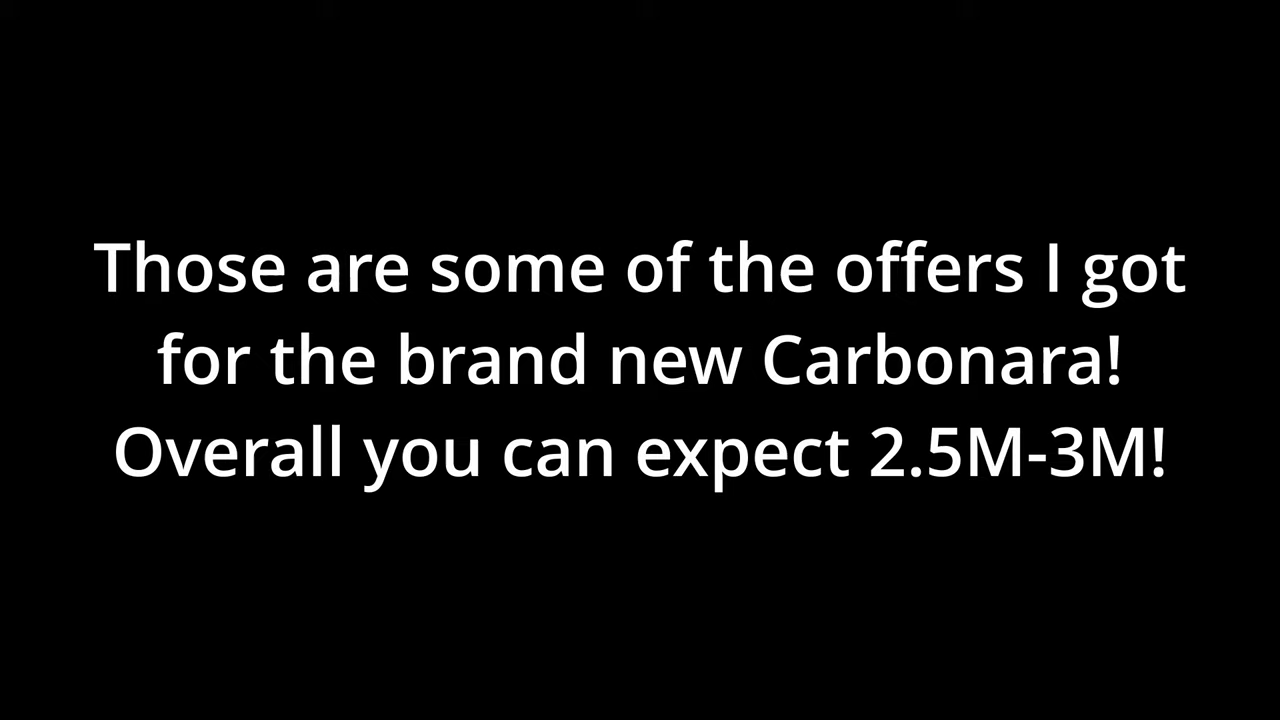 Those are some of the offers I got
for the brand new Carbonara!
Overall you can expect 2.5M-3M!